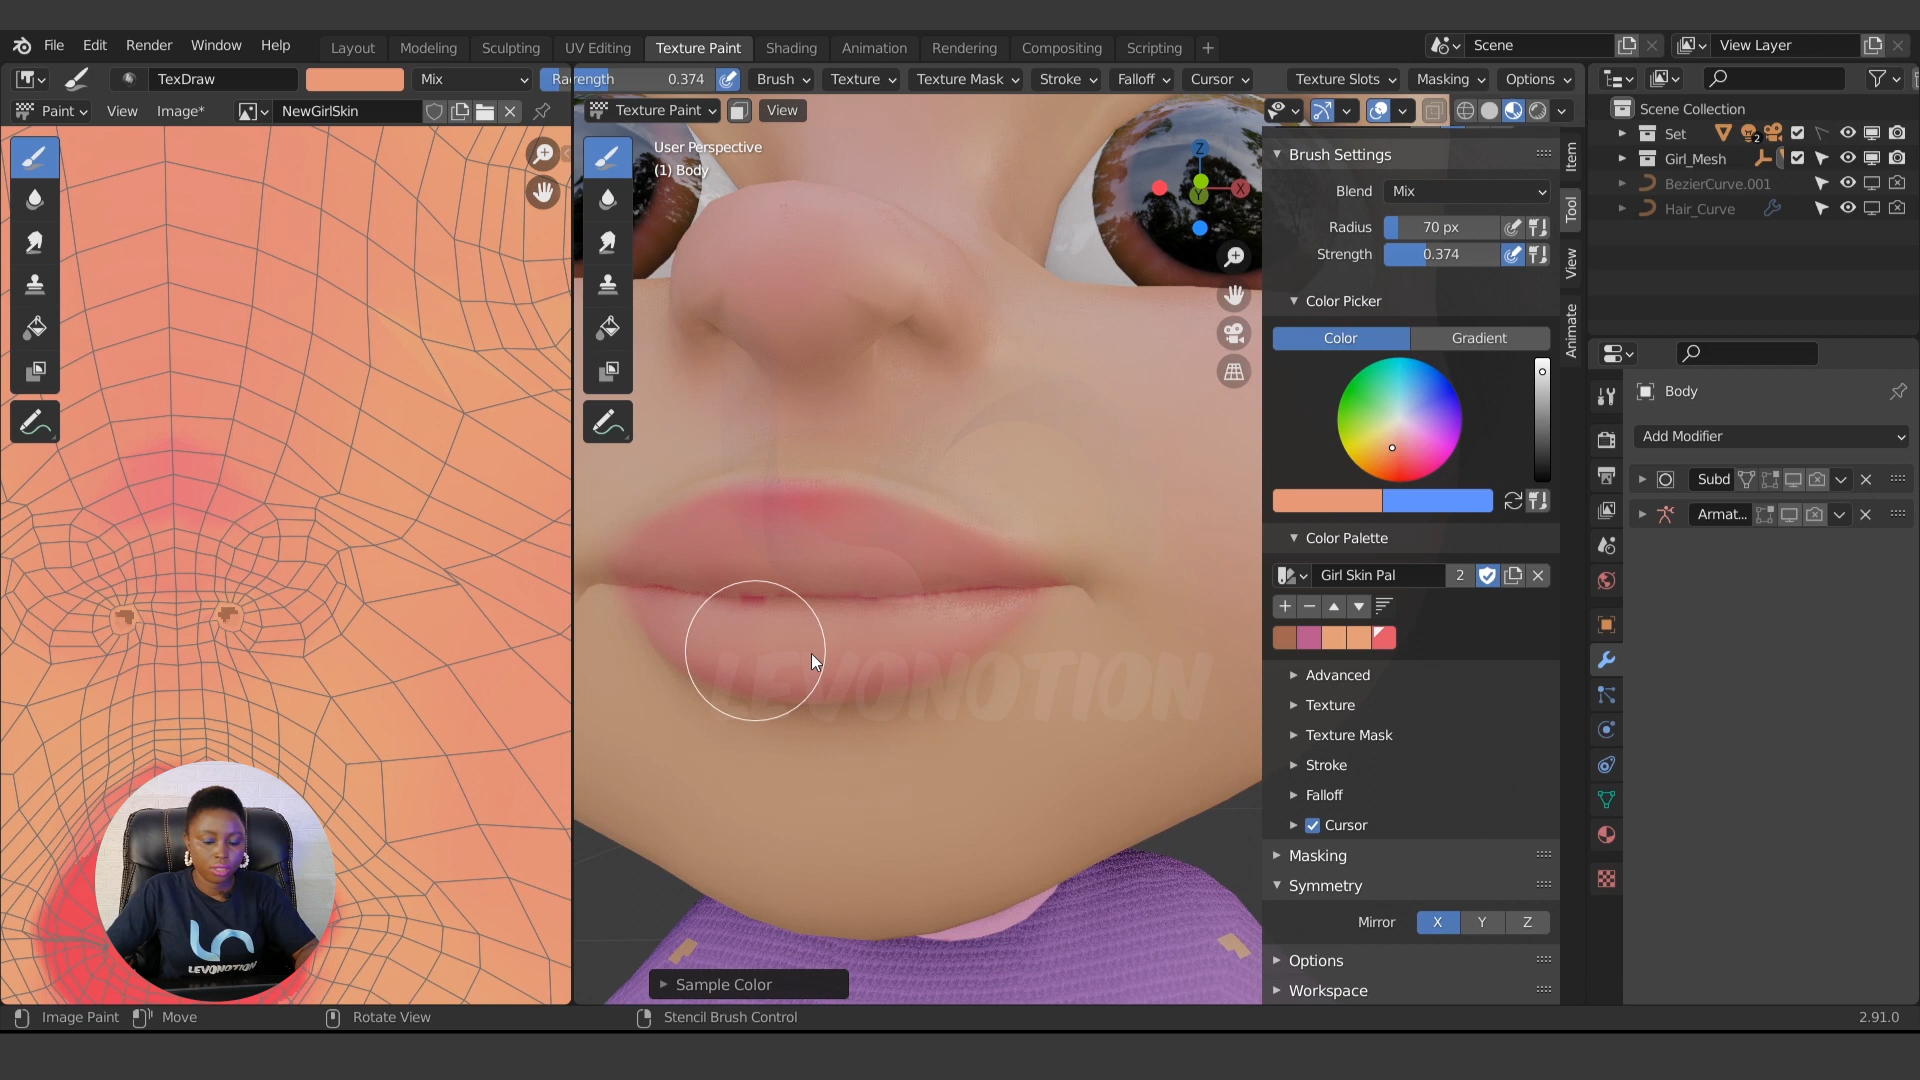 File Edit Render Window Help Layout Modeling Sculpting UV Editing Texture Paint Shading Animation Rendering Compositing Scripting + Scene View Layer
TexDraw Mix Ra rength 0.374 Brush Texture Texture Mask Stroke Falloff Cursor Texture Slots Masking Options
Paint View Image* NewGirlSkin Texture Paint View
Scene Collection
Set 2
Girl_Mesh
BezierCurve.001
Hair_Curve
User Perspective
(1) Body
Z
X
Y
Brush Settings
Blend Mix
Radius 70 px
Strength 0.374
Color Picker
Color Gradient
Color Palette
Girl Skin Pal 2
Advanced
Texture
Texture Mask
Stroke
Falloff
Cursor
Masking
Symmetry
Mirror X Y Z
Options
Workspace
Item
Tool
View
Animate
Body
Add Modifier
Subd
Armat...
LEVONOTION
LEVONOTION
Sample Color
Image Paint Move Rotate View Stencil Brush Control 2.91.0